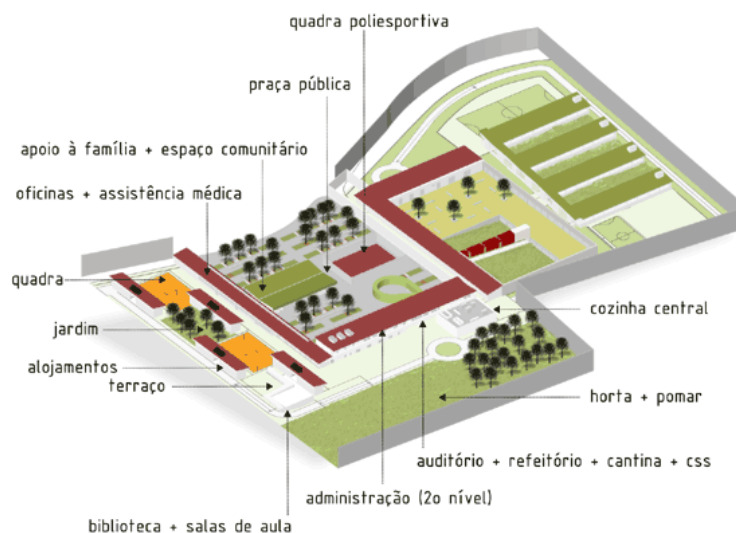 quadra poliesportiva
praça pública
apoio à família + espaço comunitário
oficinas + assistência médica
quadra
jardim
alojamentos
terraço
cozinha central
horta + pomar
auditório + refeitório + cantina + css
administração (2o nível)
biblioteca + salas de aula